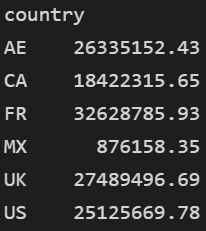 country
AE 26335152.43
CA 18422315.65
FR 32628785.93
MX 876158.35
UK 27489496.69
US 25125669.78